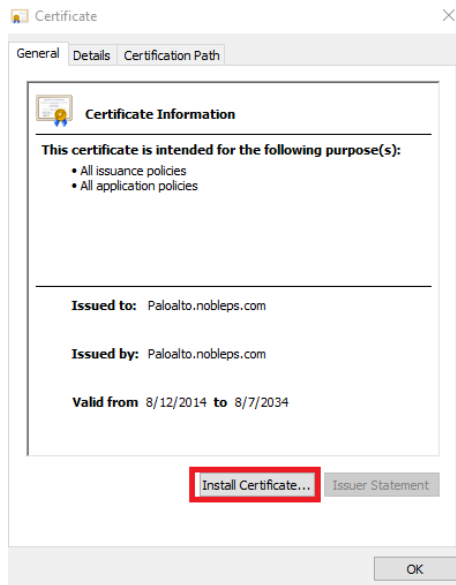 Certificate
General Details Certification Path
Certificate Information
This certificate is intended for the following purpose(s):
• All issuance policies
• All application policies
Issued to: Paloalto.nobleps.com
Issued by: Paloalto.nobleps.com
Valid from 8/12/2014 to 8/7/2034
Install Certificate... Issuer Statement
OK